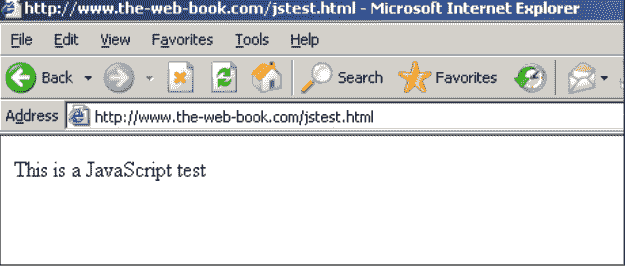 http://www.the-web-book.com/jstest.html - Microsoft Internet Explorer
File Edit View Favorites Tools Help
Back Search Favorites
Address http://www.the-web-book.com/jstest.html
This is a JavaScript test